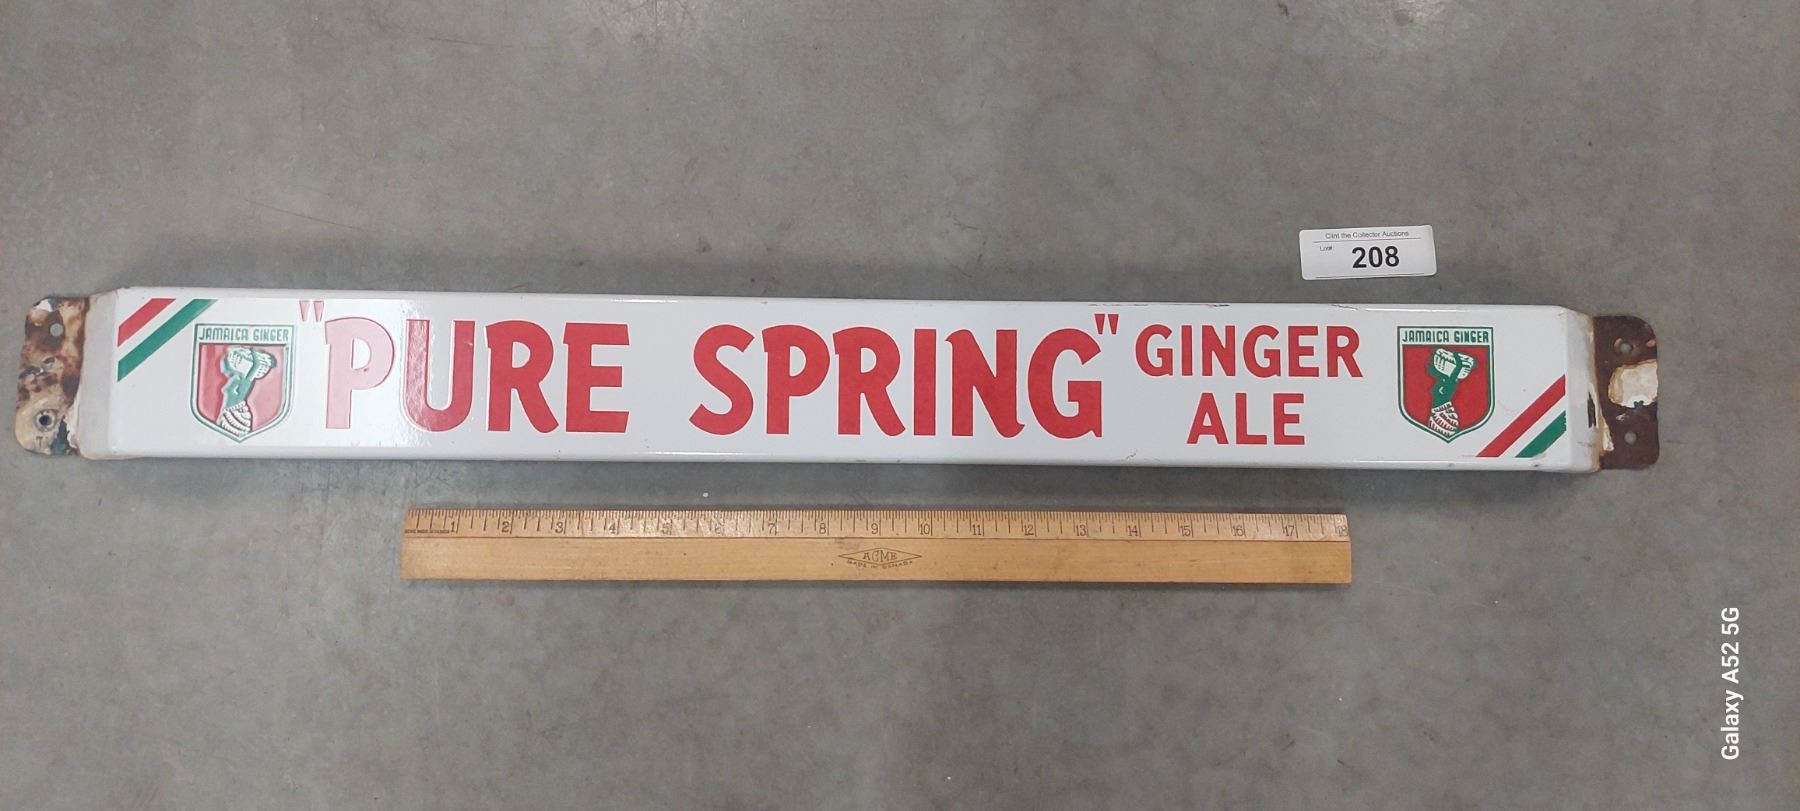 Clint the Collector Auctions
Lot#
208
JAMAICA GINGER
"PURE SPRING" GINGER ALE
JAMAICA GINGER
1 2 3 4 5 6 7 8 9 10 11 12 13 14 15 16 17 18
ACME
MADE IN CANADA
Galaxy A52 5G